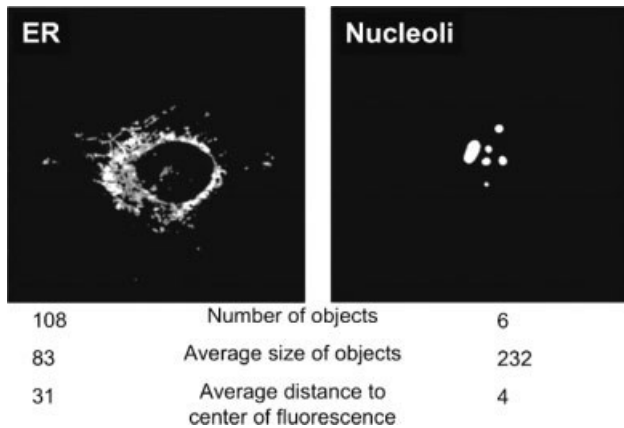 ER
Nucleoli
108 Number of objects 6
83 Average size of objects 232
31 Average distance to 4
center of fluorescence